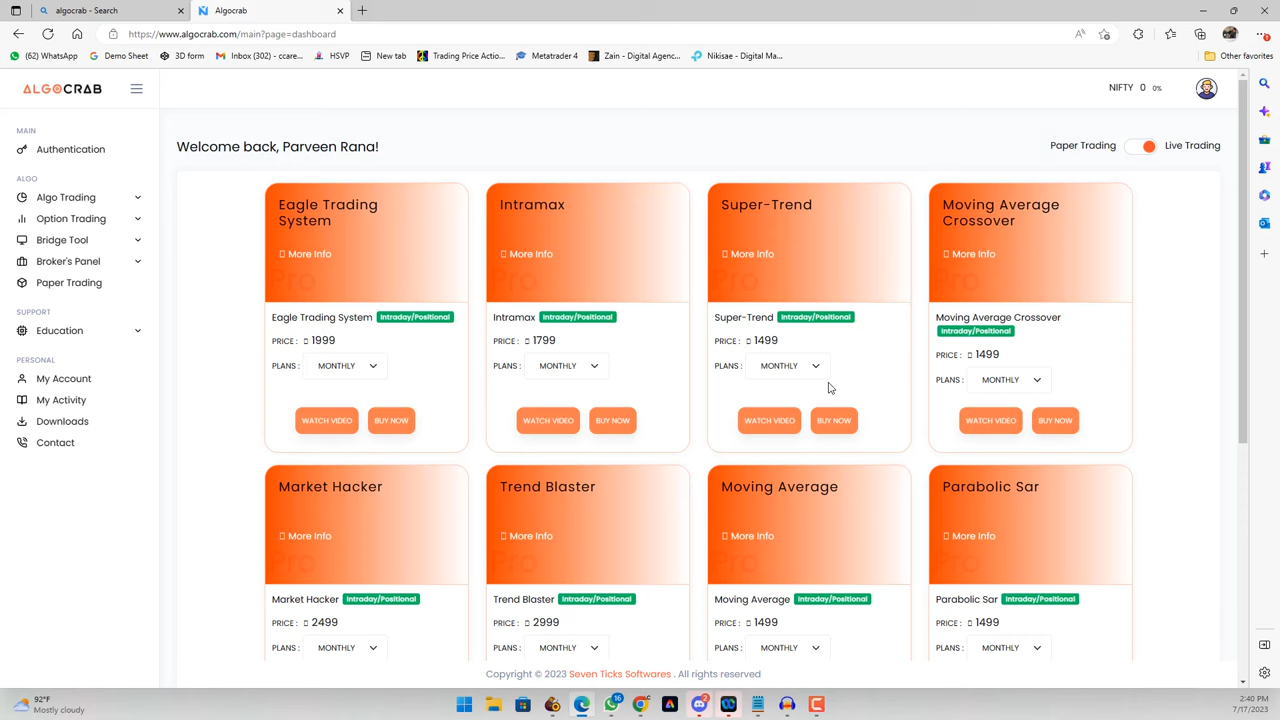 algocrab - Search
Algocrab
https://www.algocrab.com/main?page=dashboard
(62) WhatsApp
Demo Sheet
3D form
Inbox (302) - ccare...
HSVP
New tab
Trading Price Actio...
Metatrader 4
Zain - Digital Agenc...
Nikisae - Digital Ma...
Other favorites
ALGOCRAB
NIFTY 0 0%
MAIN
Authentication
ALGO
Algo Trading
Option Trading
Bridge Tool
Broker's Panel
Paper Trading
SUPPORT
Education
PERSONAL
My Account
My Activity
Downloads
Contact
Welcome back, Parveen Rana!
Paper Trading
Live Trading
Eagle Trading
System
More Info
Pro
Eagle Trading System Intraday/Positional
PRICE : 1999
PLANS : MONTHLY
WATCH VIDEO BUY NOW
Intramax
More Info
Pro
Intramax Intraday/Positional
PRICE : 1799
PLANS : MONTHLY
WATCH VIDEO BUY NOW
Super-Trend
More Info
Pro
Super-Trend Intraday/Positional
PRICE : 1499
PLANS : MONTHLY
WATCH VIDEO BUY NOW
Moving Average
Crossover
More Info
Pro
Moving Average Crossover
Intraday/Positional
PRICE : 1499
PLANS : MONTHLY
WATCH VIDEO BUY NOW
Market Hacker
More Info
Pro
Market Hacker Intraday/Positional
PRICE : 2499
PLANS : MONTHLY
Trend Blaster
More Info
Pro
Trend Blaster Intraday/Positional
PRICE : 2999
PLANS : MONTHLY
Moving Average
More Info
Pro
Moving Average Intraday/Positional
PRICE : 1499
PLANS : MONTHLY
Parabolic Sar
More Info
Pro
Parabolic Sar Intraday/Positional
PRICE : 1499
PLANS : MONTHLY
Copyright © 2023 Seven Ticks Softwares . All rights reserved
92°F
Mostly cloudy
16
2
2:40 PM
7/17/2023